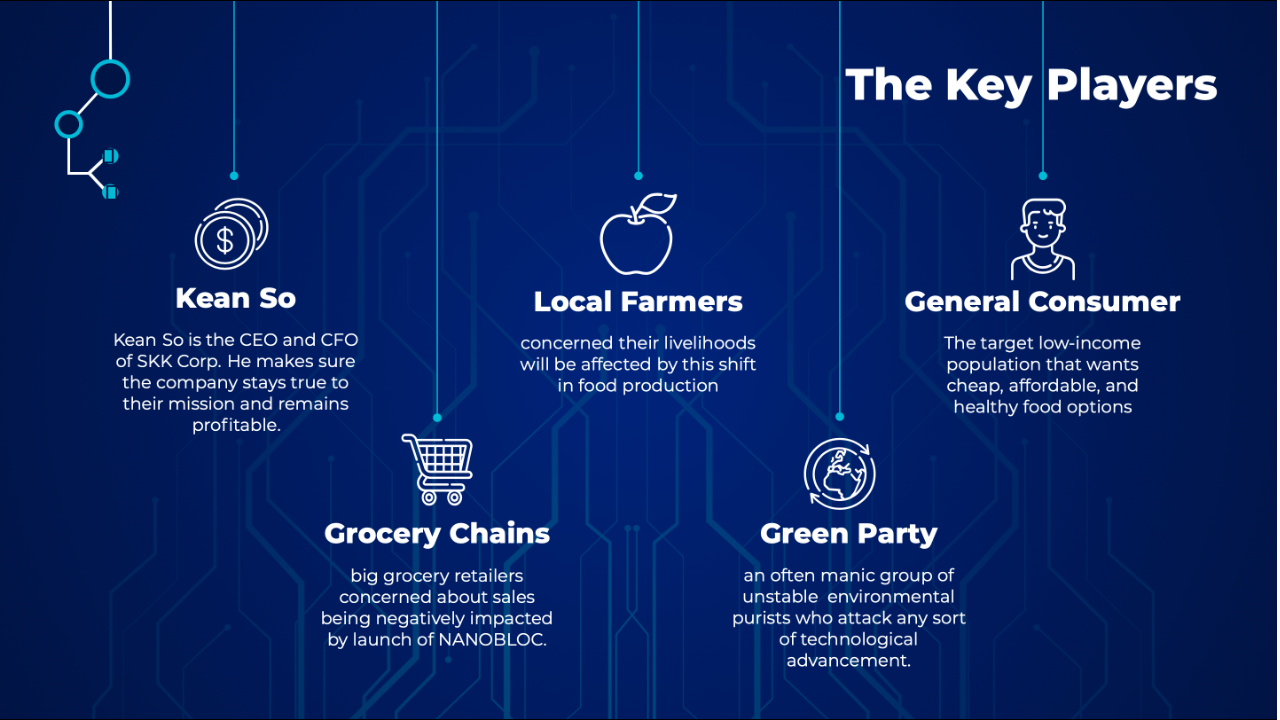 The Key Players
$
Kean So
Kean So is the CEO and CFO
of SKK Corp. He makes sure
the company stays true to
their mission and remains
profitable.
Local Farmers
concerned their livelihoods
will be affected by this shift
in food production
General Consumer
The target low-income
population that wants
cheap, affordable, and
healthy food options
Grocery Chains
big grocery retailers
concerned about sales
being negatively impacted
by launch of NANOBLOC.
Green Party
an often manic group of
unstable  environmental
purists who attack any sort
of technological
advancement.